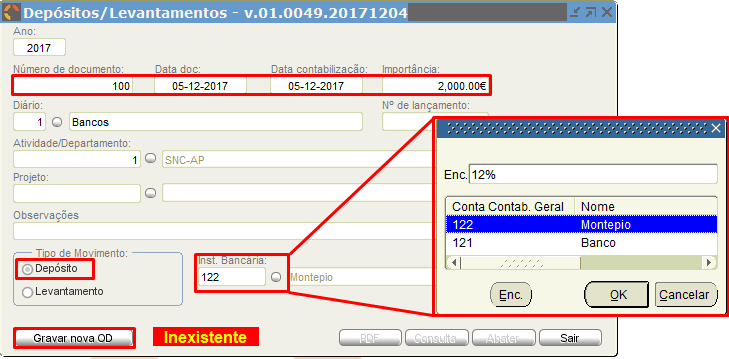 Depósitos/Levantamentos - v.01.0049.20171204
Ano:
2017
Número de documento: Data doc: Data contabilização: Importância:
100 05-12-2017 05-12-2017 2,000.00€
Diário: Nº de lançamento:
1 Bancos
Atividade/Departamento:
1 SNC-AP
Projeto:
Observações
Tipo de Movimento:
Depósito
Levantamento
Inst. Bancária:
122 Montepio
Enc. 12%
Conta Contab. Geral Nome
122 Montepio
121 Banco
Enc. OK Cancelar
Gravar nova OD Inexistente PDF Consulta Abater Sair